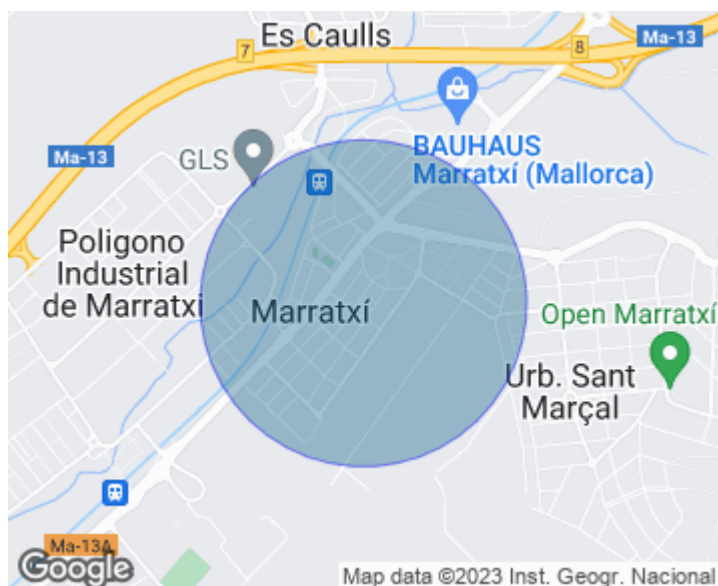 Es Caulls
7
8
Ma-13
BAUHAUS
Marratxí (Mallorca)
GLS
Ma-13
Poligono
Industrial
de Marratxi
Marratxí
Open Marratxí
Urb. Sant
Marçal
Ma-13A
Google
Map data ©2023 Inst. Geogr. Nacional